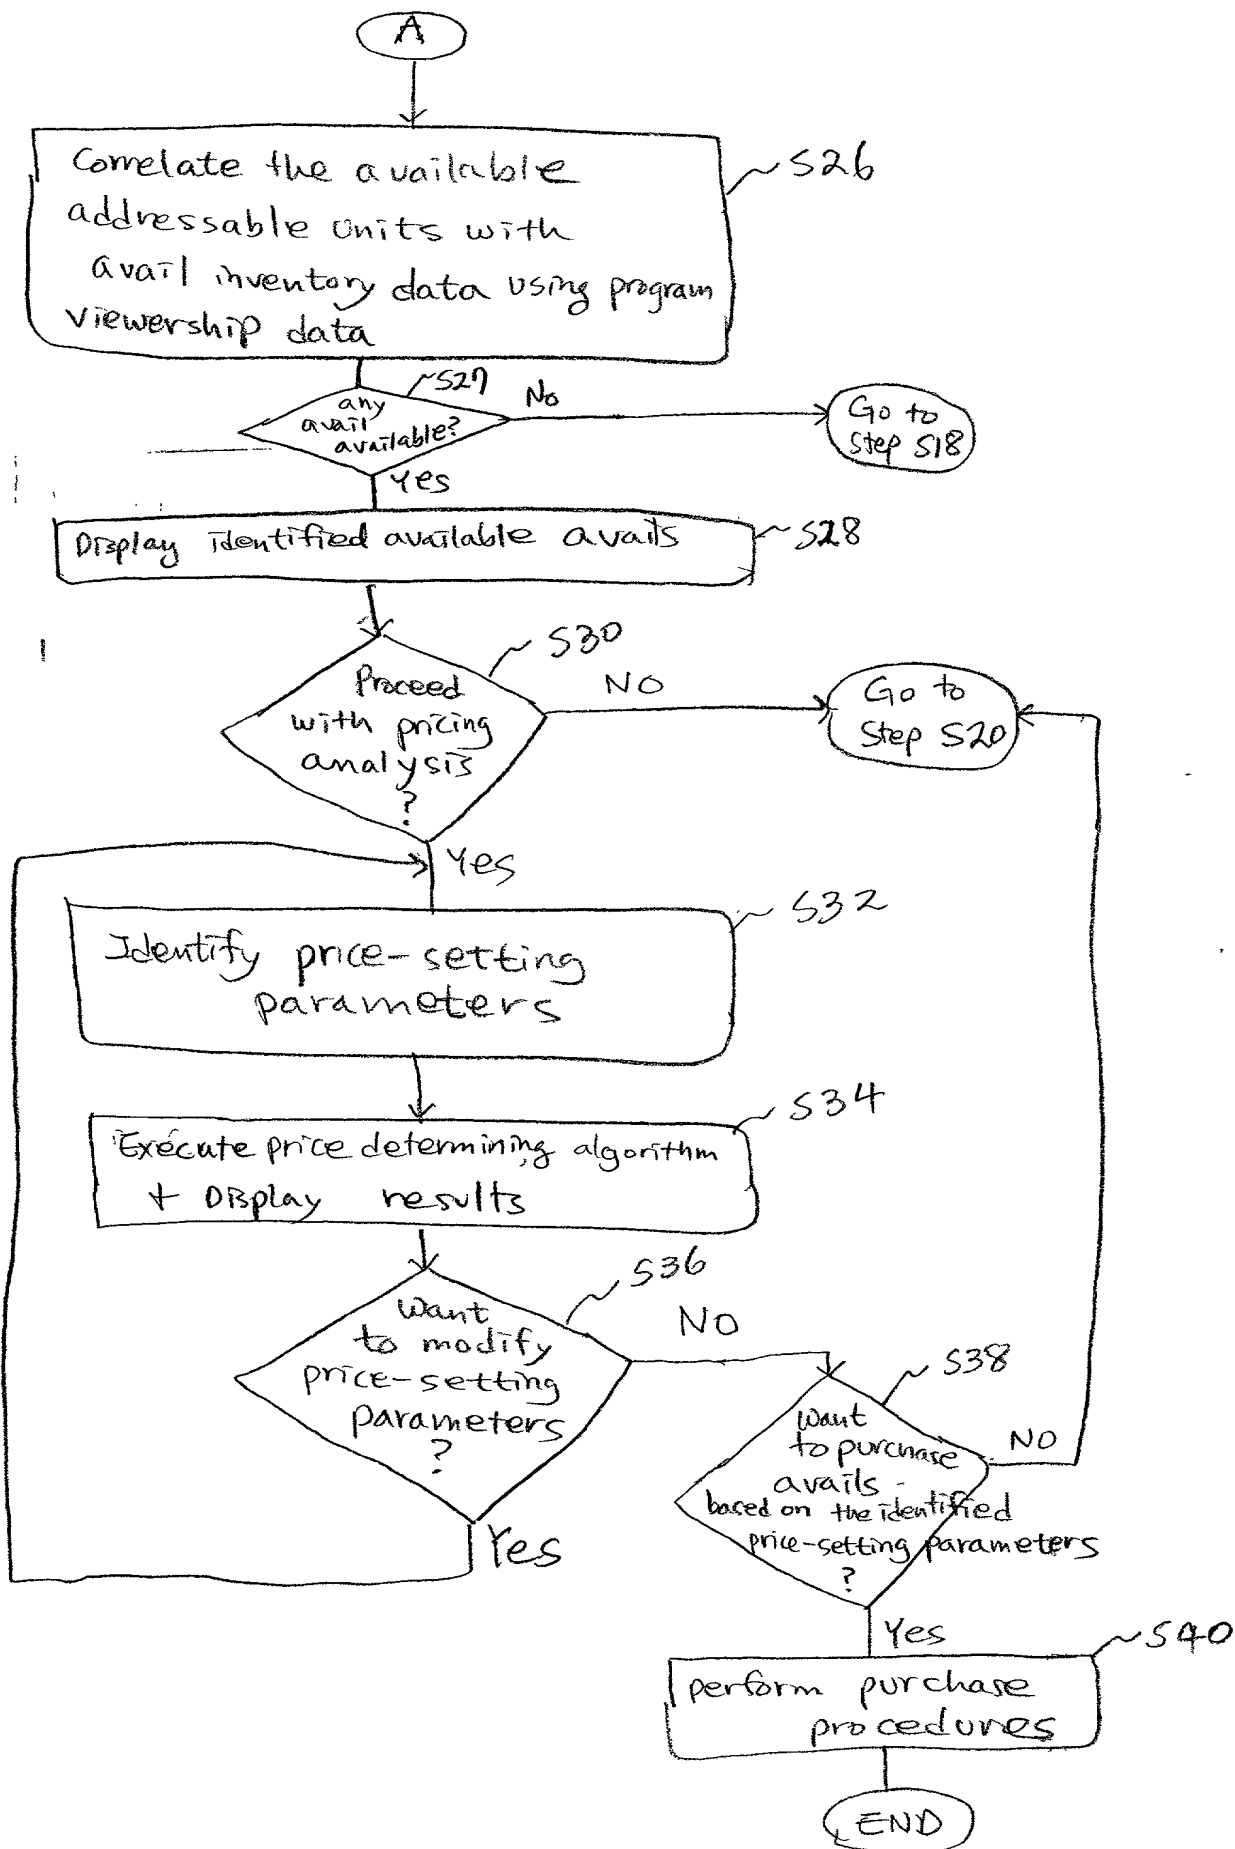 A
Correlate the available
addressable units with
avail inventory data using program
viewership data
S26
any
avail
available?
S27
No
Go to
Step S18
Yes
Display identified available avails
S28
Proceed
with pricing
analysis
?
S30
NO
Go to
Step S20
Yes
Identify price-setting
parameters
S32
Execute price determining algorithm
+ Display results
S34
Want
to modify
price-setting
parameters
?
S36
NO
Want
to purchase
avails
based on the identified
price-setting parameters
?
S38
NO
Yes
Yes
perform purchase
procedures
S40
END